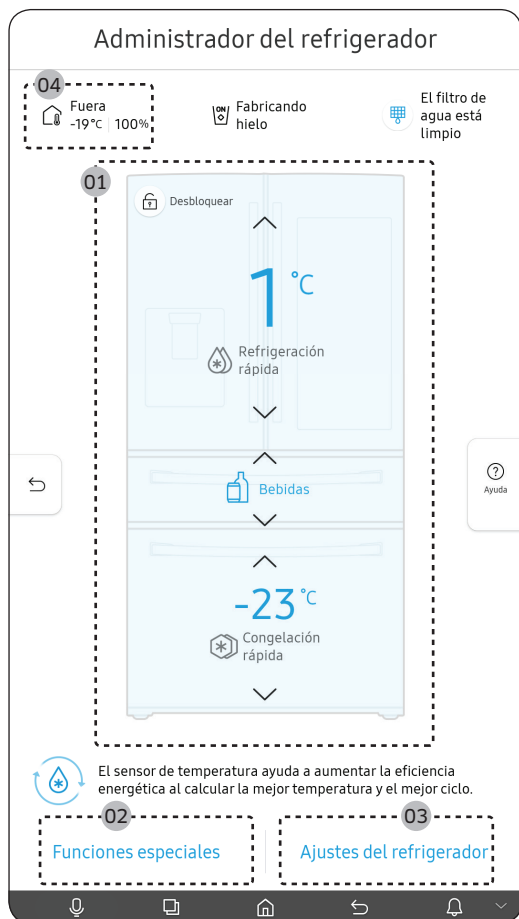 Administrador del refrigerador
04
Fuera
-19°C | 100%
ON
Fabricando
hielo
El filtro de
agua está
limpio
01
Desbloquear
1 °C
Refrigeración
rápida
Bebidas
?
Ayuda
-23 °C
Congelación
rápida
El sensor de temperatura ayuda a aumentar la eficiencia
energética al calcular la mejor temperatura y el mejor ciclo.
02
03
Funciones especiales
Ajustes del refrigerador